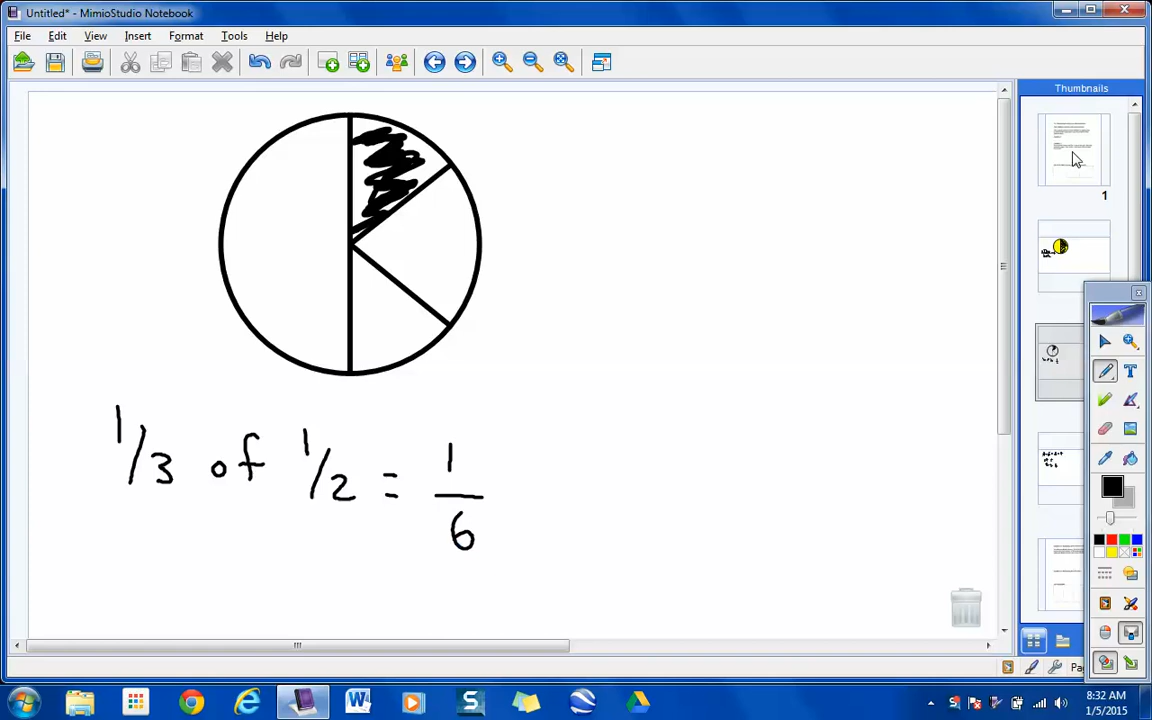 Untitled* - MimioStudio Notebook
File Edit View Insert Format Tools Help
Thumbnails
1
1/3 of 1/2 = 1/6
Pag
8:32 AM
1/5/2015